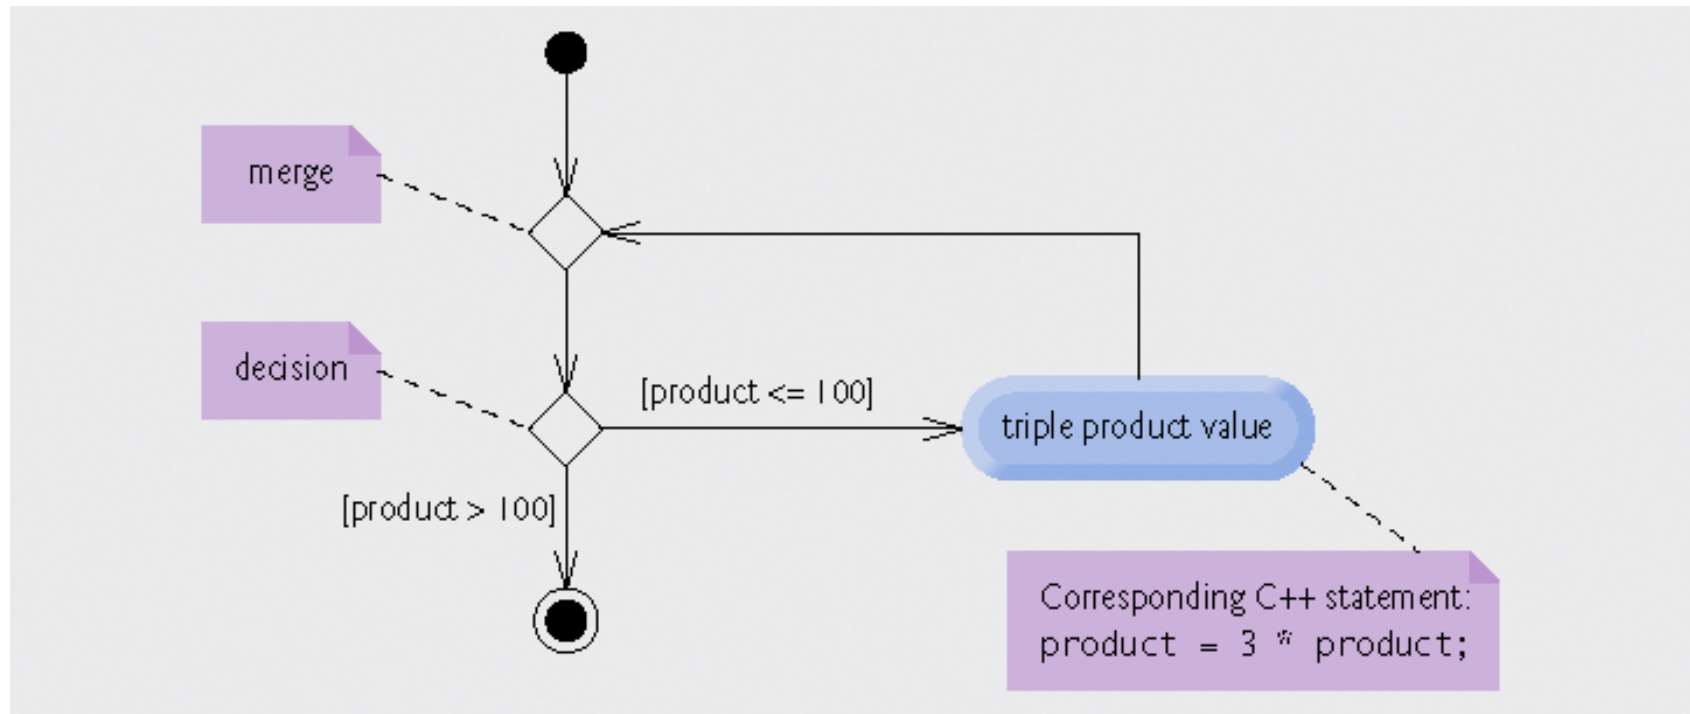 merge
decision
[product <= 100]
triple product value
[product > 100]
Corresponding C++ statement:
product = 3 * product;